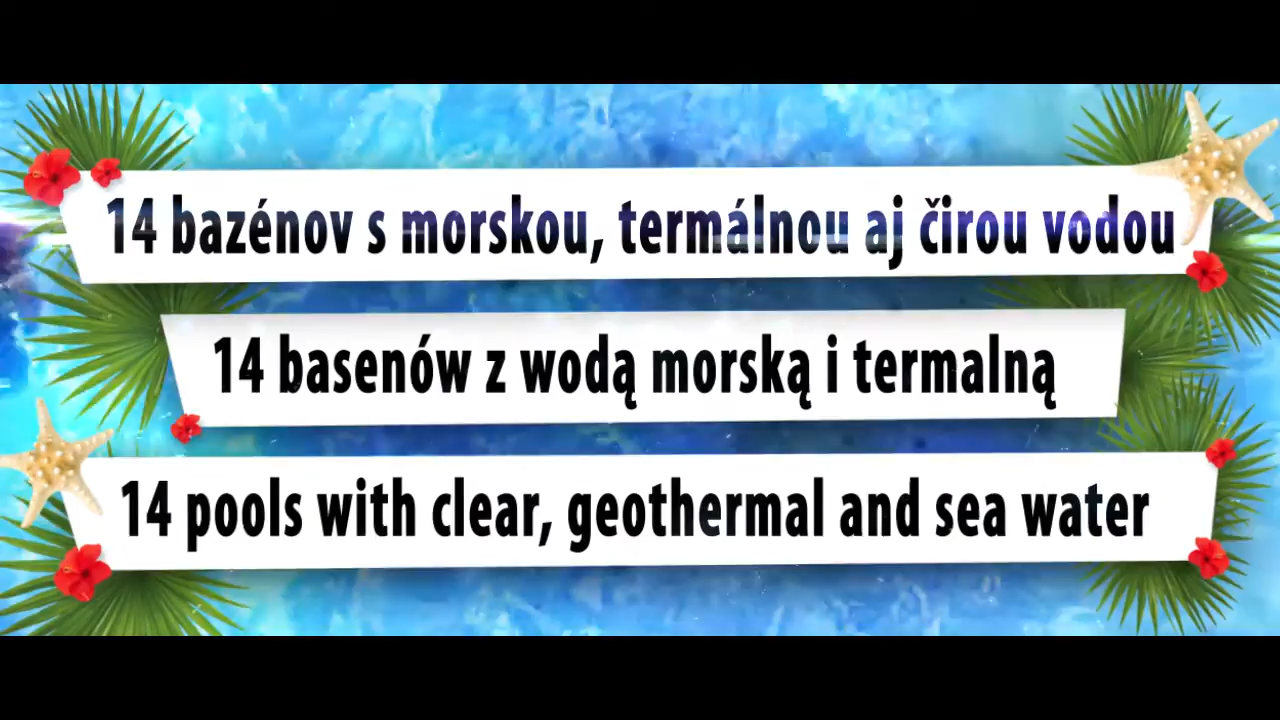 14 bazénov s morskou, termálnou aj čirou vodou
14 basenów z wodą morską i termalną
14 pools with clear, geothermal and sea water